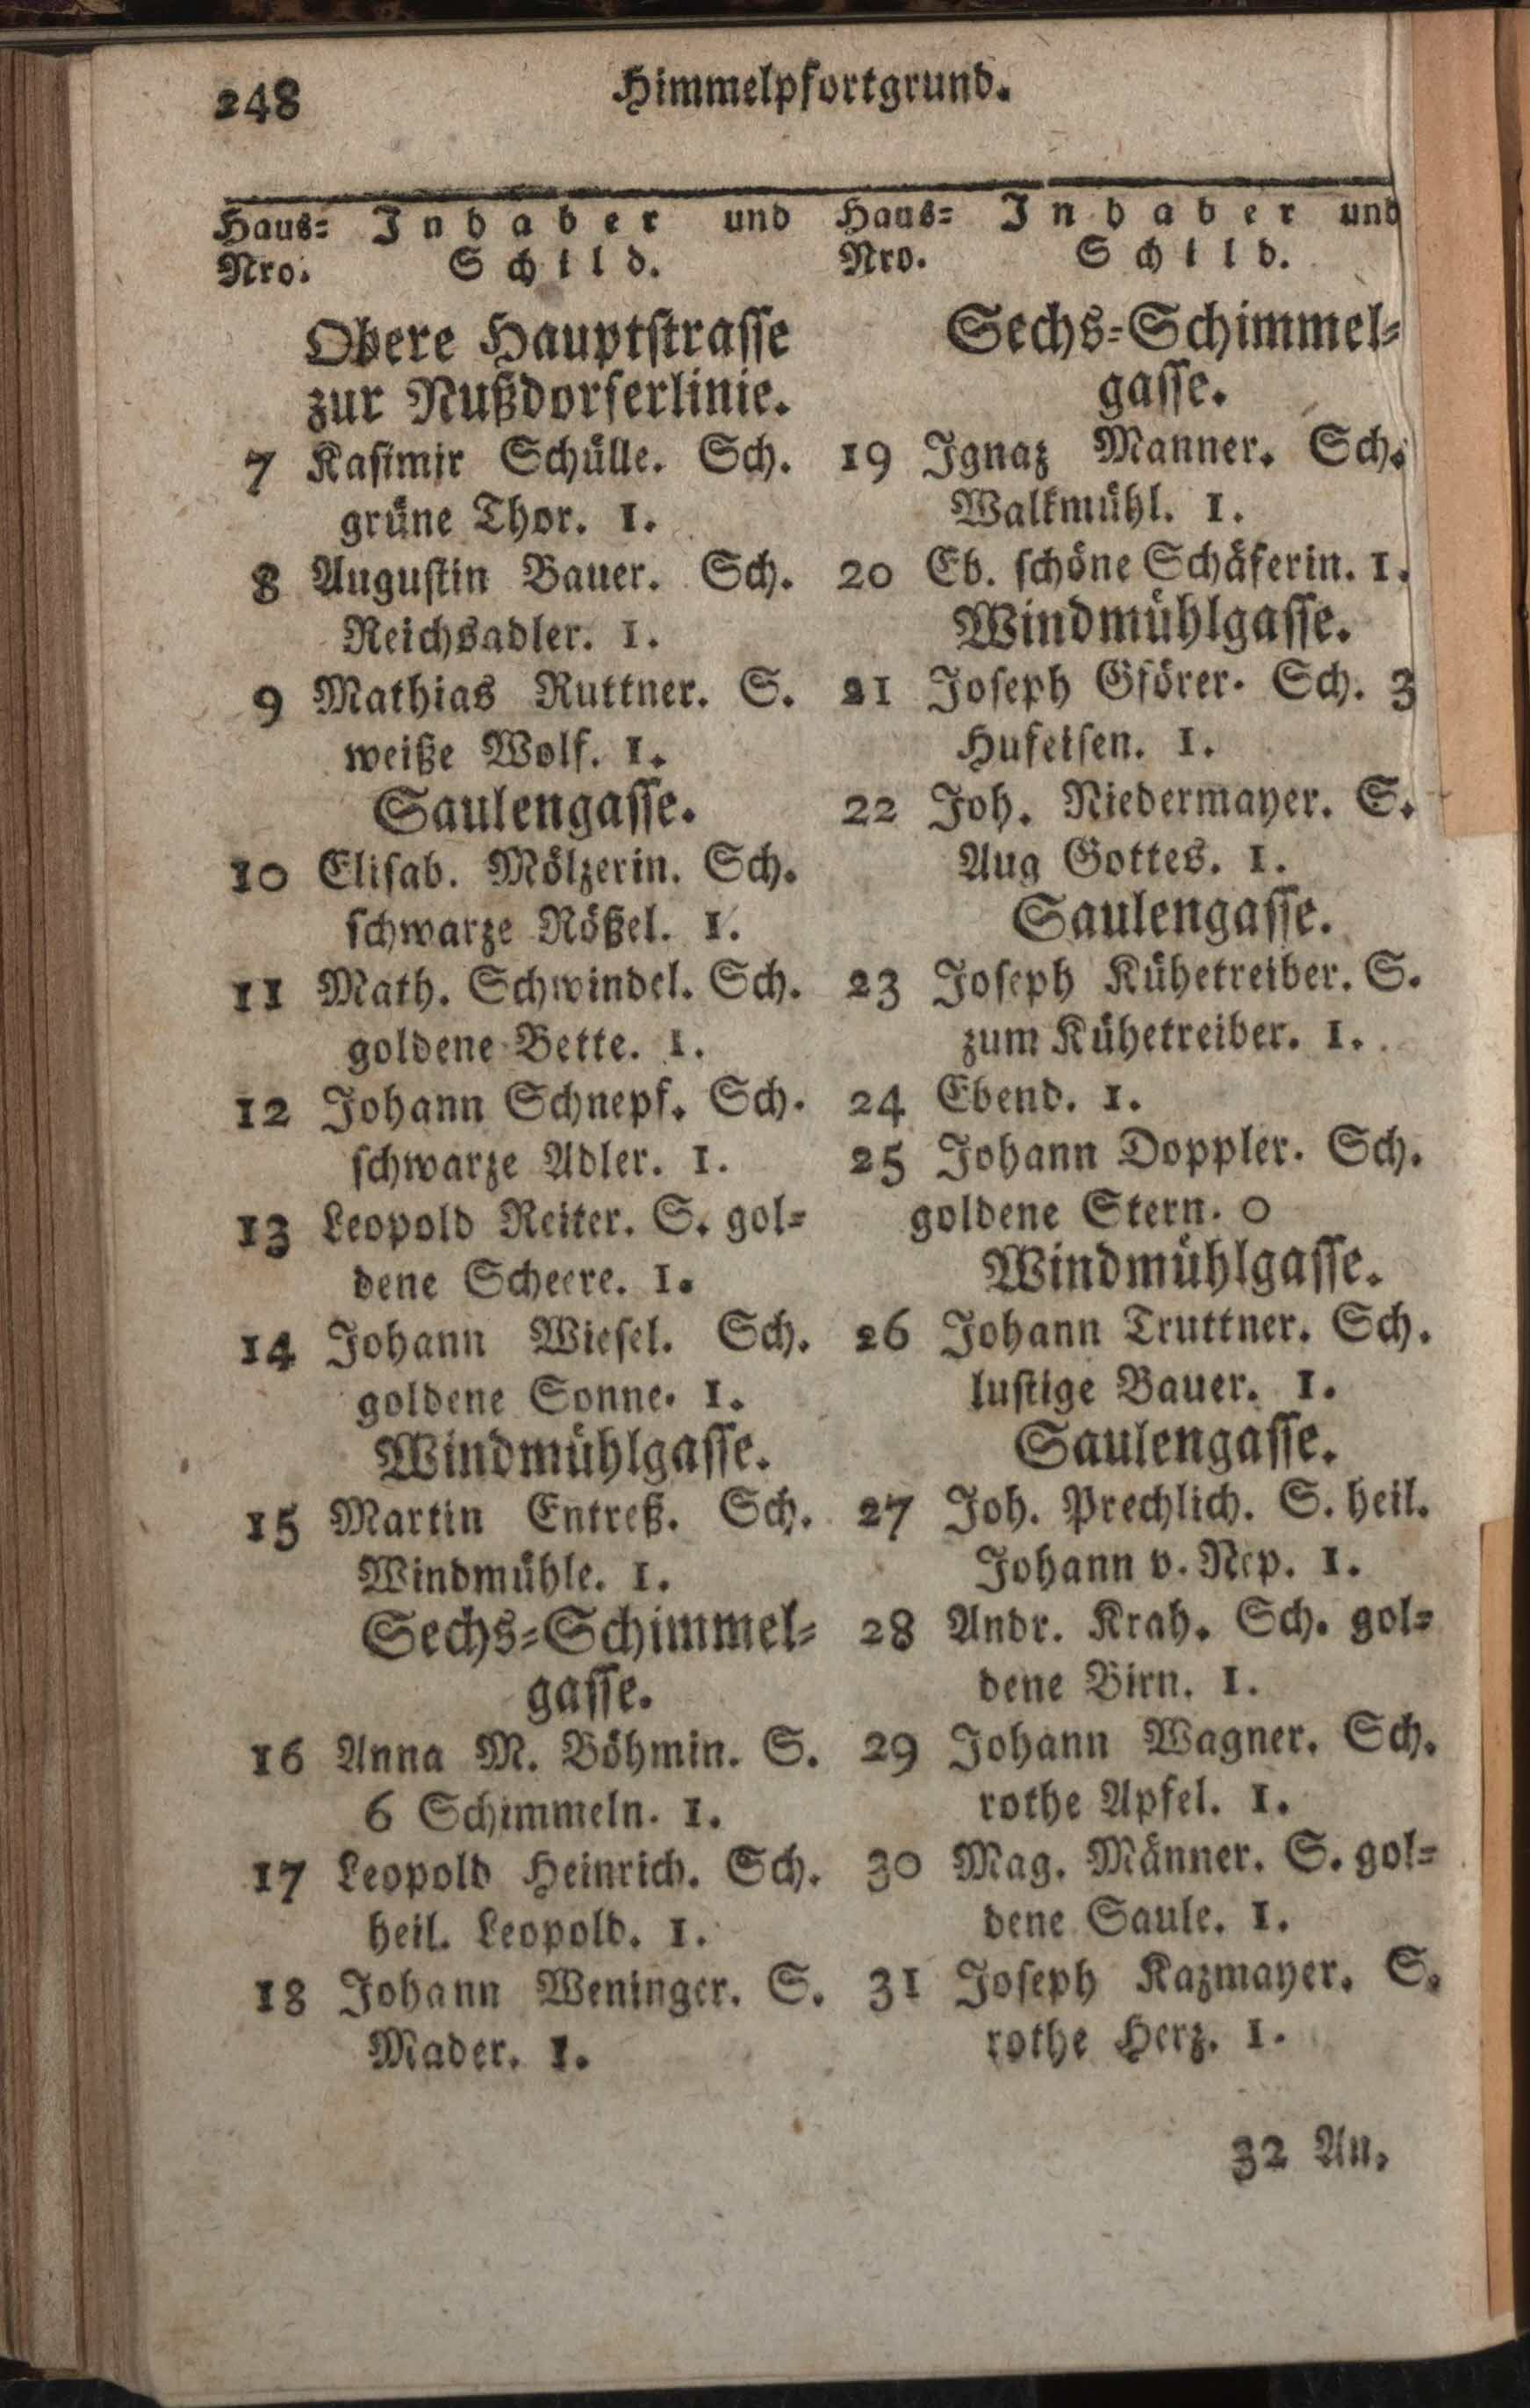 248
Himmelpfortgrund.
Haus= Inhaber und
Nro. Schild.
Obere Hauptstrasse
zur Nußdorferlinie.
7 Kasimir Schülle. Sch.
grüne Thor. 1.
8 Augustin Bauer. Sch.
Reichsadler. 1.
9 Mathias Ruttner. S.
weiße Wolf. 1.
Saulengasse.
10 Elisab. Mölzerin. Sch.
schwarze Rößel. 1.
11 Math. Schwindel. Sch.
goldene Bette. 1.
12 Johann Schnepf. Sch.
schwarze Adler. 1.
13 Leopold Reiter. S. gol=
dene Scheere. 1.
14 Johann Wiesel. Sch.
goldene Sonne. 1.
Windmühlgasse.
15 Martin Entreß. Sch.
Windmühle. 1.
Sechs=Schimmel=
gasse.
16 Anna M. Böhmin. S.
6 Schimmeln. 1.
17 Leopold Heinrich. Sch.
heil. Leopold. 1.
18 Johann Weninger. S.
Mader. 1.
Haus= Inhaber und
Nro. Schild.
Sechs=Schimmel=
gasse.
19 Ignaz Manner. Sch.
Walkmühl. 1.
20 Eb. schöne Schäferin. 1.
Windmühlgasse.
21 Joseph Gförer. Sch. 3
Hufeisen. 1.
22 Joh. Niedermayer. S.
Aug Gottes. 1.
Saulengasse.
23 Joseph Kühetreiber. S.
zum Kühetreiber. 1.
24 Ebend. 1.
25 Johann Doppler. Sch.
goldene Stern. 0
Windmühlgasse.
26 Johann Truttner. Sch.
lustige Bauer. 1.
Saulengasse.
27 Joh. Prechlich. S. heil.
Johann v. Nep. 1.
28 Andr. Krah. Sch. gol=
dene Birn. 1.
29 Johann Wagner. Sch.
rothe Apfel. 1.
30 Mag. Männer. S. gol=
dene Saule. 1.
31 Joseph Kazmayer. S.
rothe Herz. 1.
32 An.